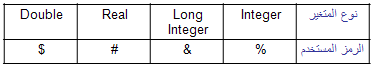 نوع المتغير Integer Long Integer Real Double
الرمز المستخدم % & # $